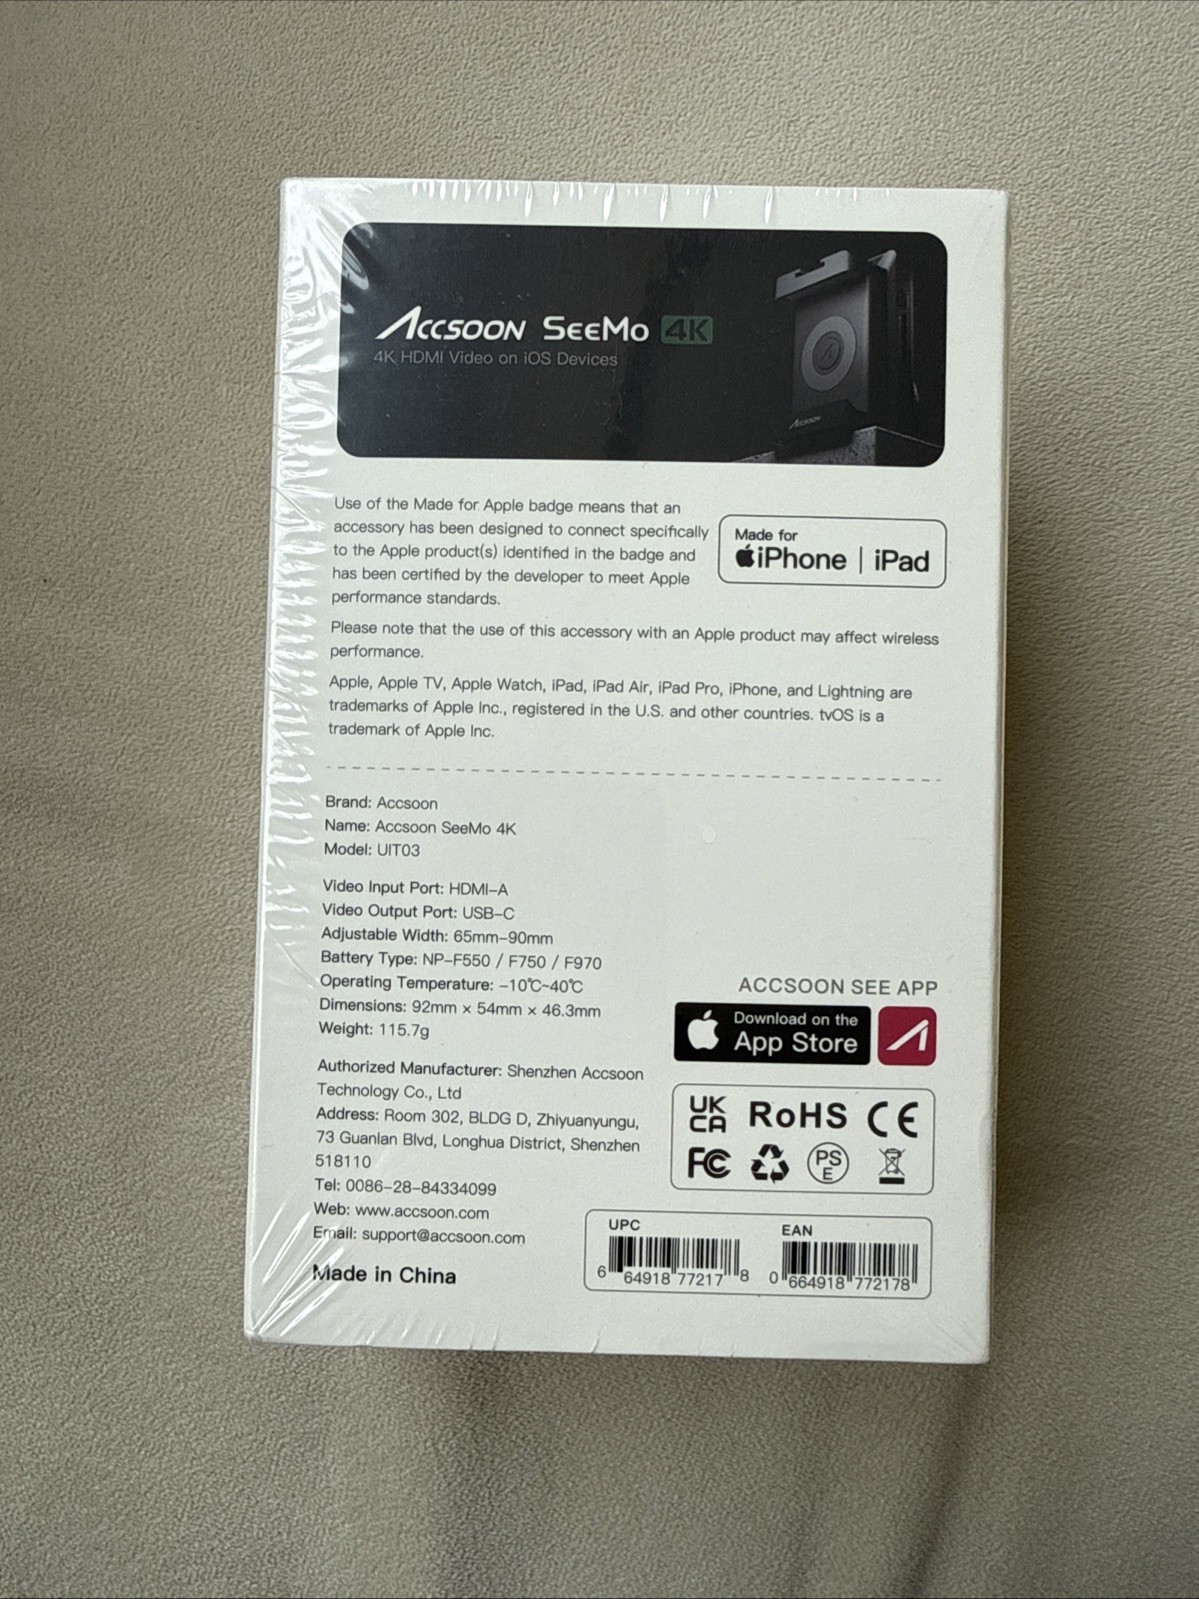 ACCSOON SEEMO 4K
4K HDMI Video on iOS Devices
ACCSOON
Use of the Made for Apple badge means that an
accessory has been designed to connect specifically
to the Apple product(s) identified in the badge and
has been certified by the developer to meet Apple
performance standards.
Made for
iPhone | iPad
Please note that the use of this accessory with an Apple product may affect wireless
performance.
Apple, Apple TV, Apple Watch, iPad, iPad Air, iPad Pro, iPhone, and Lightning are
trademarks of Apple Inc., registered in the U.S. and other countries. tvOS is a
trademark of Apple Inc.
Brand: Accsoon
Name: Accsoon SeeMo 4K
Model: UIT03
Video Input Port: HDMI-A
Video Output Port: USB-C
Adjustable Width: 65mm-90mm
Battery Type: NP-F550 / F750 / F970
Operating Temperature: -10℃~40℃
Dimensions: 92mm × 54mm × 46.3mm
Weight: 115.7g
Authorized Manufacturer: Shenzhen Accsoon
Technology Co., Ltd
Address: Room 302, BLDG D, Zhiyuanyungu,
73 Guanlan Blvd, Longhua District, Shenzhen
518110
Tel: 0086-28-84334099
Web: www.accsoon.com
Email: support@accsoon.com
Made in China
ACCSOON SEE APP
Download on the
App Store
UK
CA
RoHS
CE
FC
PS
E
UPC
6 64918 77217 8
EAN
0 664918 772178